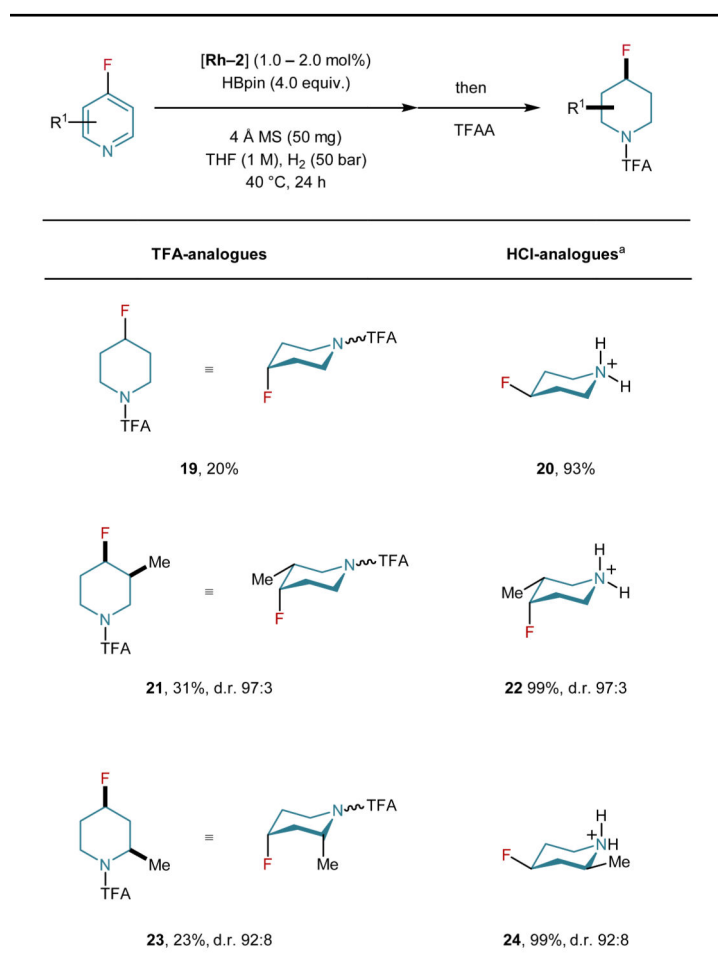 F
R¹
N
[Rh–2] (1.0 – 2.0 mol%)
HBpin (4.0 equiv.)
4 Å MS (50 mg)
THF (1 M), H₂ (50 bar)
40 °C, 24 h
then
TFAA
F
R¹
N
TFA
TFA-analogues
HCl-analoguesᵃ
F
N
TFA
≡
N
TFA
F
H
N
+
H
F
19, 20%
20, 93%
F
Me
N
TFA
≡
N
TFA
Me
F
H
N
+
H
Me
F
21, 31%, d.r. 97:3
22 99%, d.r. 97:3
F
N
Me
TFA
≡
N
TFA
F
Me
H
+
NH
F
Me
23, 23%, d.r. 92:8
24, 99%, d.r. 92:8